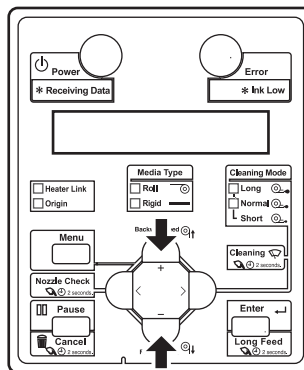 Power
Error
* Receiving Data
* Ink Low
Media Type
Cleaning Mode
Heater Link
Roll
Long
Origin
Rigid
Normal
Short
Menu
Cleaning
2 seconds.
+
Nozzle Check
2 seconds.
< >
Pause
−
Enter
Cancel
2 seconds.
Long Feed
2 seconds.